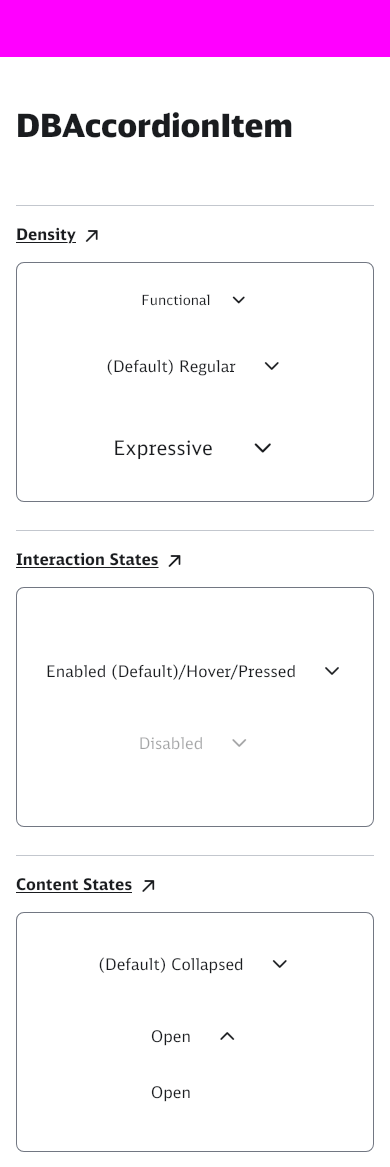 DBAccordionItem
Density
Functional
(Default) Regular
Expressive
Interaction States
Enabled (Default)/Hover/Pressed
Disabled
Content States
(Default) Collapsed
Open
Open